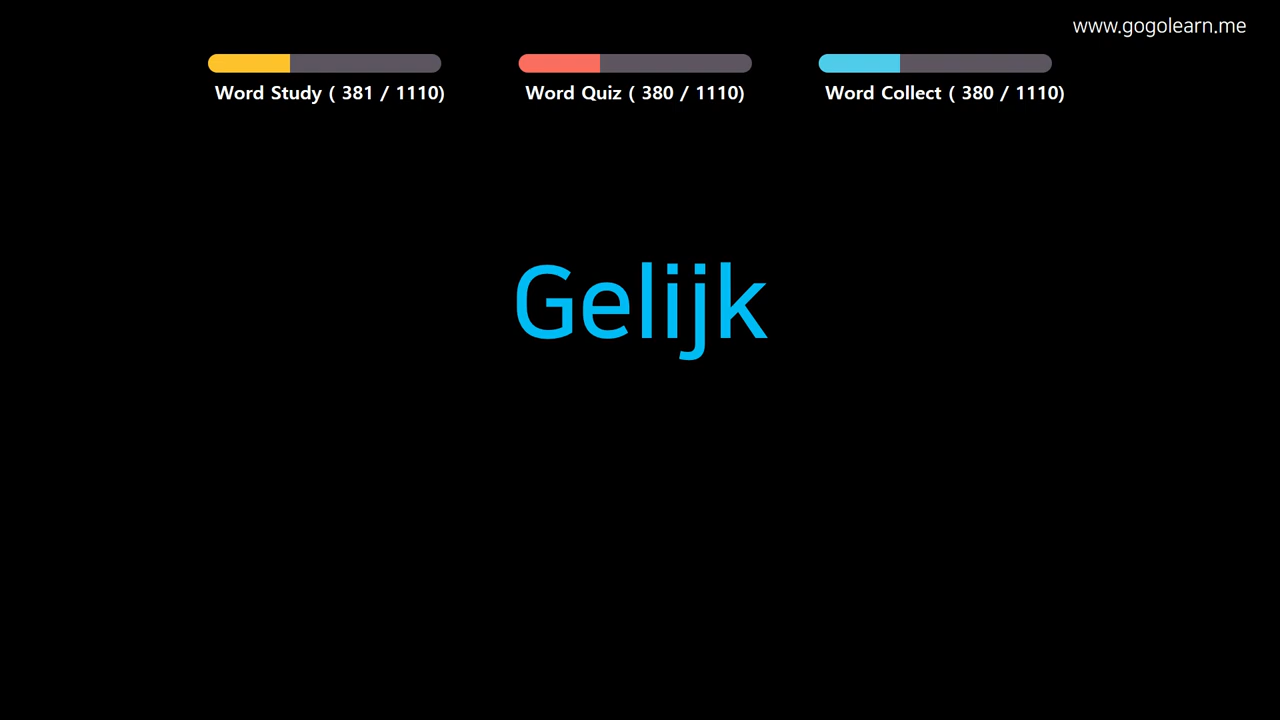 www.gogolearn.me
Word Study ( 381 / 1110)
Word Quiz ( 380 / 1110)
Word Collect ( 380 / 1110)
Gelijk